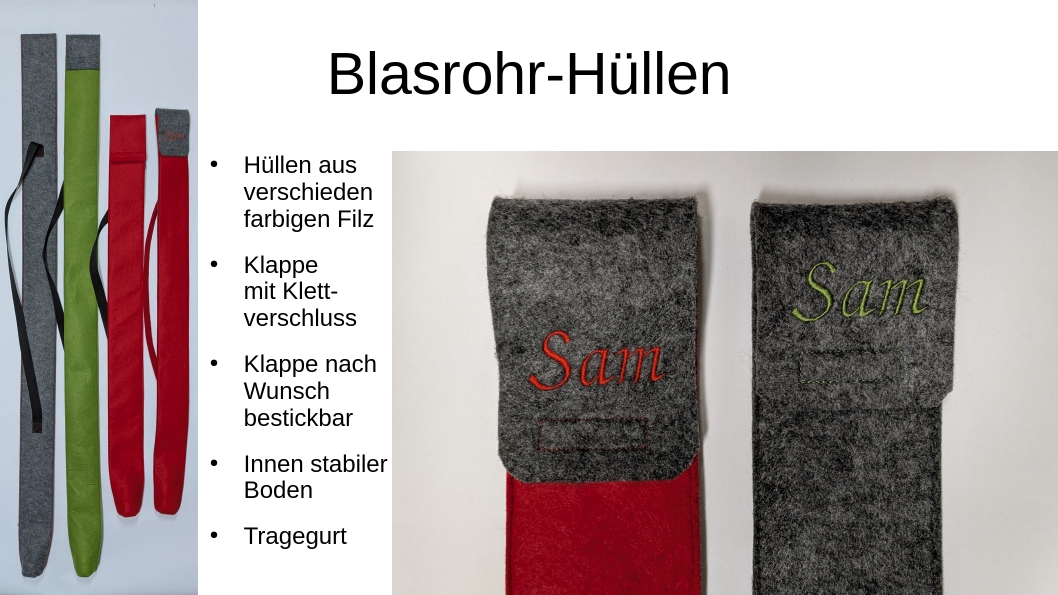 Blasrohr-Hüllen
• Hüllen aus
verschieden
farbigen Filz
• Klappe
mit Klett-
verschluss
• Klappe nach
Wunsch
bestickbar
• Innen stabiler
Boden
• Tragegurt
Sam
Sam
Sam